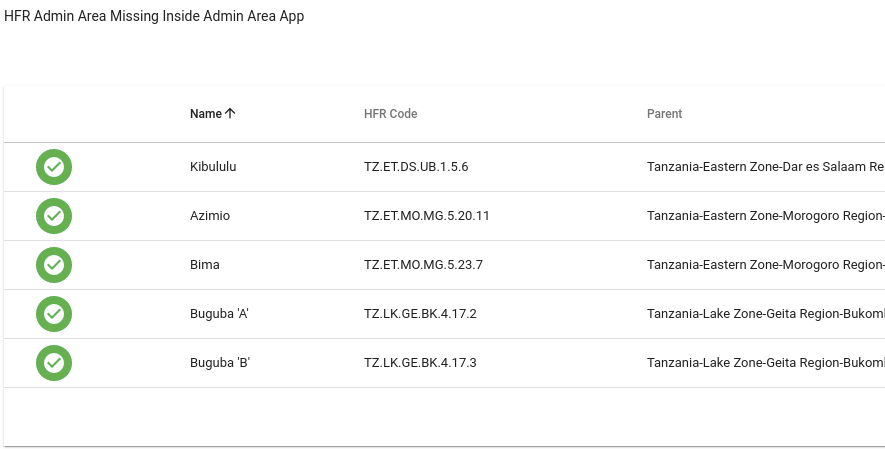 HFR Admin Area Missing Inside Admin Area App
Name HFR Code Parent
Kibululu TZ.ET.DS.UB.1.5.6 Tanzania-Eastern Zone-Dar es Salaam Re
Azimio TZ.ET.MO.MG.5.20.11 Tanzania-Eastern Zone-Morogoro Region-
Bima TZ.ET.MO.MG.5.23.7 Tanzania-Eastern Zone-Morogoro Region-
Buguba 'A' TZ.LK.GE.BK.4.17.2 Tanzania-Lake Zone-Geita Region-Bukom
Buguba 'B' TZ.LK.GE.BK.4.17.3 Tanzania-Lake Zone-Geita Region-Bukom